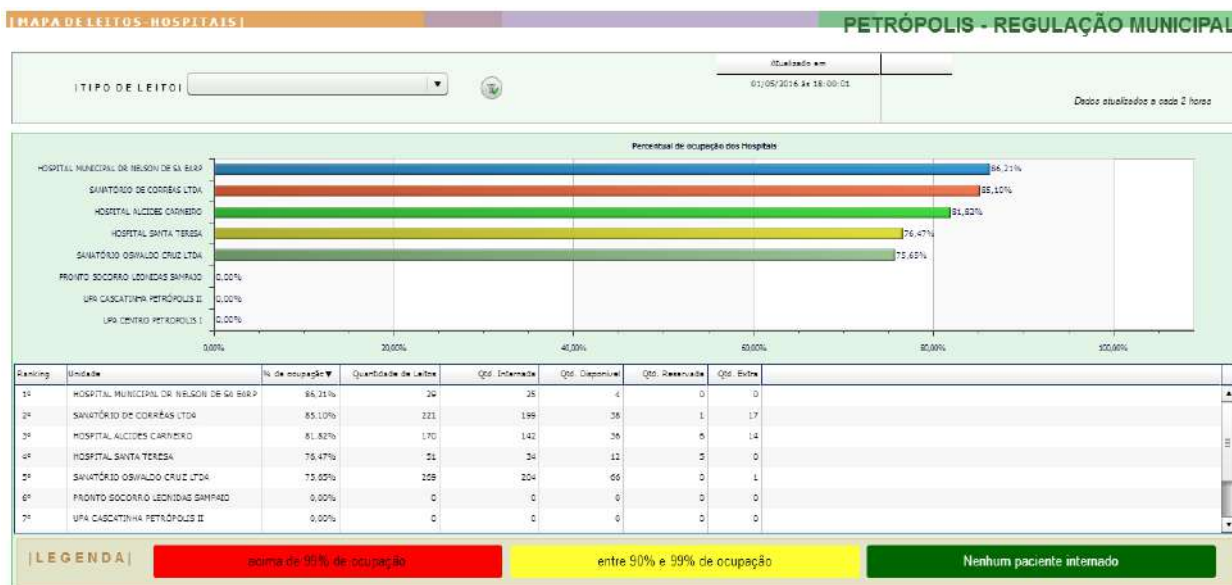 |MAPA DE LEITOS-HOSPITAIS|
PETRÓPOLIS - REGULAÇÃO MUNICIPAL
|TIPO DE LEITO|
Atualizado em
01/05/2016 às 18:00:01
Dados atualizados a cada 2 horas
Percentual de ocupação dos Hospitais
HOSPITAL MUNICIPAL DR NELSON DE SA EARP 86,21%
SANATÓRIO DE CORRÊAS LTDA 85,10%
HOSPITAL ALCIDES CARNEIRO 81,82%
HOSPITAL SANTA TERESA 76,47%
SANATÓRIO OSWALDO CRUZ LTDA 75,65%
PRONTO SOCORRO LEONIDAS SAMPAIO 0,00%
UPA CASCATINHA PETRÓPOLIS II 0,00%
UPA CENTRO PETROPOLIS I 0,00%
0,00% 20,00% 40,00% 60,00% 80,00% 100,00%
Ranking Unidade % de ocupação▼ Quantidade de Leitos Qtd. Internada Qtd. Disponível Qtd. Reservada Qtd. Extra
1º HOSPITAL MUNICIPAL DR NELSON DE SA EARP 86,21% 29 25 4 0 0
2º SANATÓRIO DE CORRÊAS LTDA 85,10% 221 199 38 1 17
3º HOSPITAL ALCIDES CARNEIRO 81,82% 170 142 36 6 14
4º HOSPITAL SANTA TERESA 76,47% 51 34 12 5 0
5º SANATÓRIO OSWALDO CRUZ LTDA 75,65% 269 204 66 0 1
6º PRONTO SOCORRO LEONIDAS SAMPAIO 0,00% 0 0 0 0 0
7º UPA CASCATINHA PETRÓPOLIS II 0,00% 0 0 0 0 0
|LEGENDA| acima de 99% de ocupação entre 90% e 99% de ocupação Nenhum paciente internado